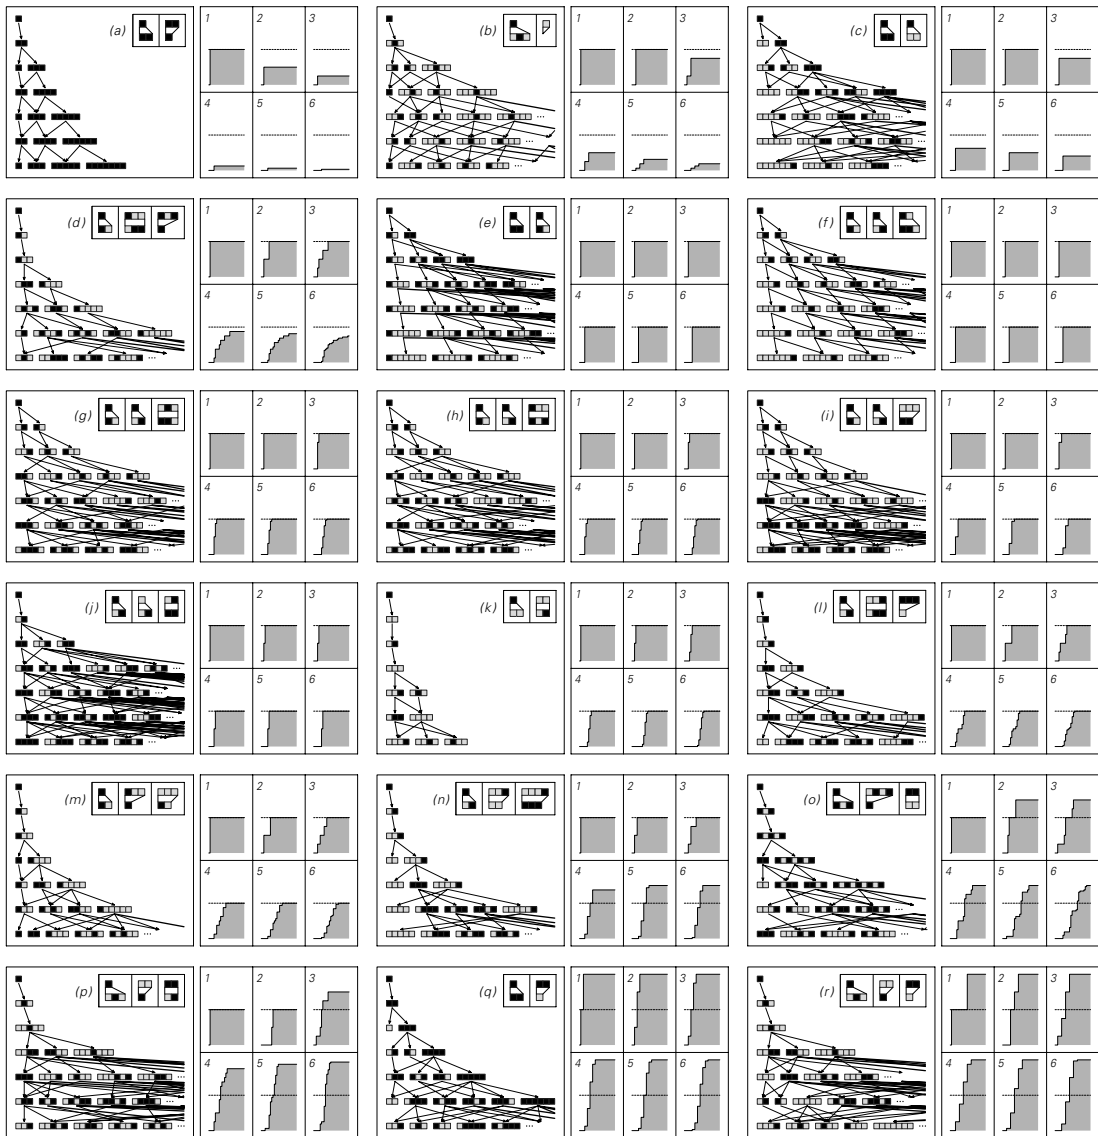 (a) 1 2 3
4 5 6
(b) 1 2 3
4 5 6
(c) 1 2 3
4 5 6
(d) 1 2 3
4 5 6
(e) 1 2 3
4 5 6
(f) 1 2 3
4 5 6
(g) 1 2 3
4 5 6
(h) 1 2 3
4 5 6
(i) 1 2 3
4 5 6
(j) 1 2 3
4 5 6
(k) 1 2 3
4 5 6
(l) 1 2 3
4 5 6
(m) 1 2 3
4 5 6
(n) 1 2 3
4 5 6
(o) 1 2 3
4 5 6
(p) 1 2 3
4 5 6
(q) 1 2 3
4 5 6
(r) 1 2 3
4 5 6